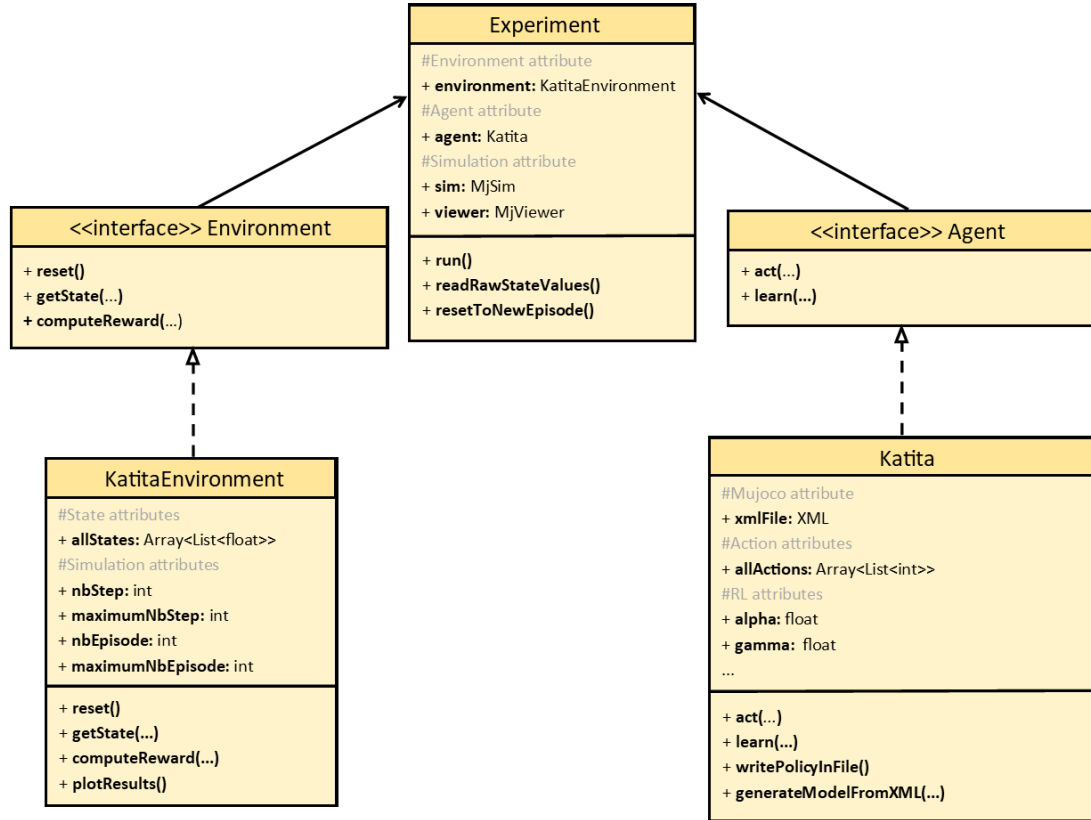 Experiment
#Environment attribute
+ environment: KatitaEnvironment
#Agent attribute
+ agent: Katita
#Simulation attribute
+ sim: MjSim
+ viewer: MjViewer
+ run()
+ readRawStateValues()
+ resetToNewEpisode()
<<interface>> Environment
+ reset()
+ getState(...)
+ computeReward(...)
<<interface>> Agent
+ act(...)
+ learn(...)
KatitaEnvironment
#State attributes
+ allStates: Array<List<float>>
#Simulation attributes
+ nbStep: int
+ maximumNbStep: int
+ nbEpisode: int
+ maximumNbEpisode: int
+ reset()
+ getState(...)
+ computeReward(...)
+ plotResults()
Katita
#Mujoco attribute
+ xmlFile: XML
#Action attributes
+ allActions: Array<List<int>>
#RL attributes
+ alpha: float
+ gamma: float
...
+ act(...)
+ learn(...)
+ writePolicyInFile()
+ generateModelFromXML(...)